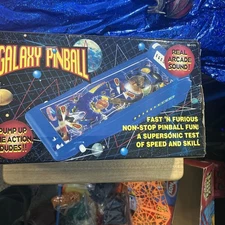 GALAXY PINBALL
REAL
ARCADE
SOUND!
FAST 'N FURIOUS
NON-STOP PINBALL FUN!
A SUPERSONIC TEST
OF SPEED AND SKILL
PUMP UP
THE ACTION
DUDES!!